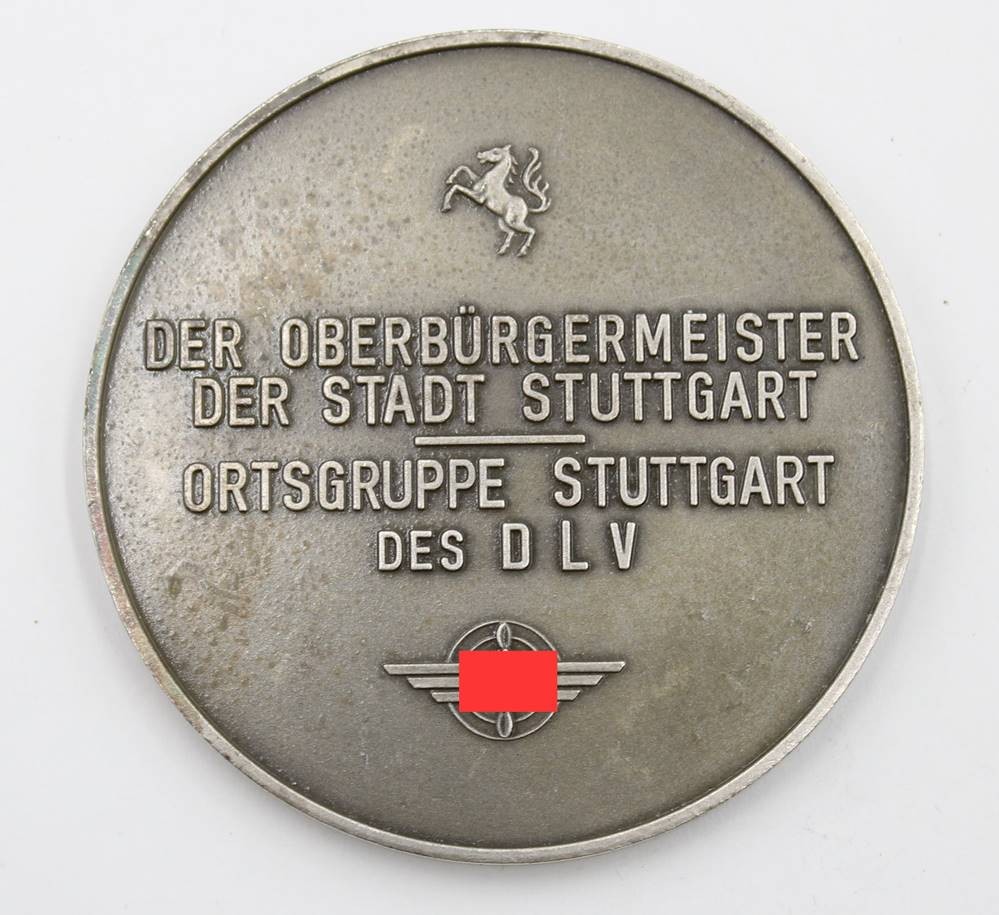 DER OBERBÜRGERMEISTER
DER STADT STUTTGART
ORTSGRUPPE STUTTGART
DES DLV